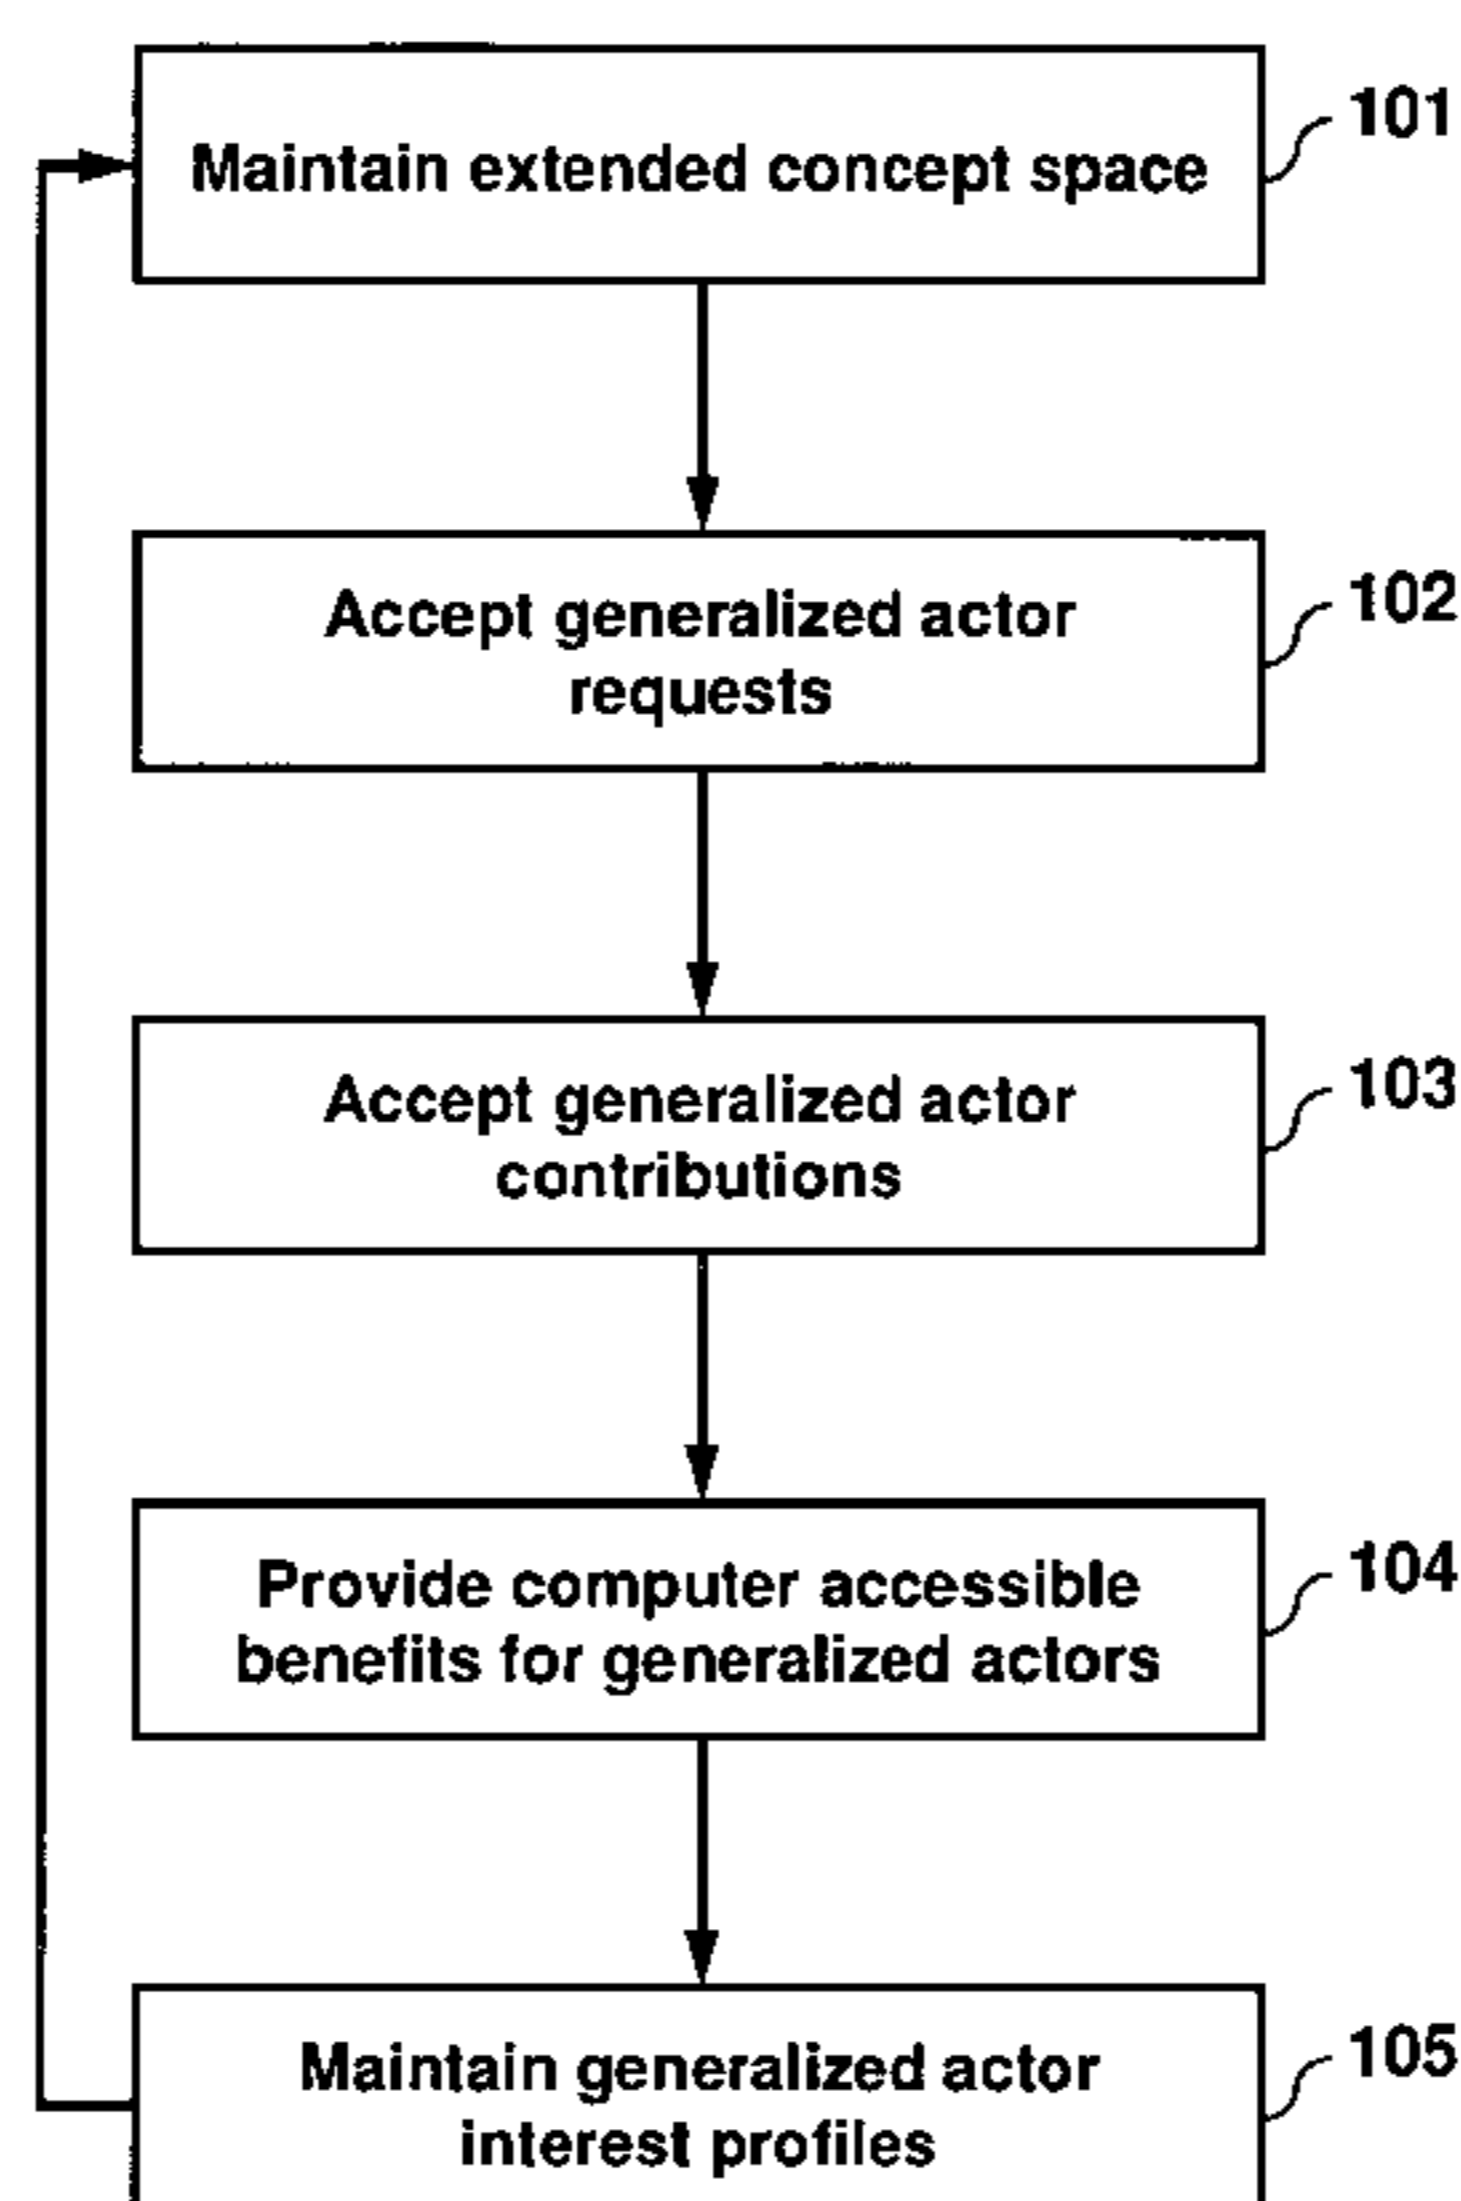 Maintain extended concept space
101
Accept generalized actor
requests
102
Accept generalized actor
contributions
103
Provide computer accessible
benefits for generalized actors
104
Maintain generalized actor
interest profiles
105